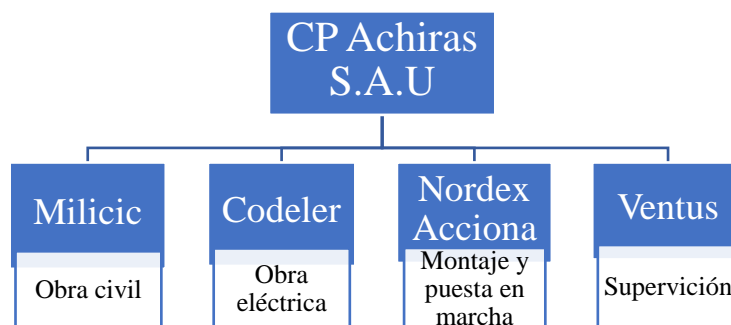 CP Achiras
S.A.U
Milicic
Codeler
Nordex
Acciona
Ventus
Obra civil
Obra
eléctrica
Montaje y
puesta en
marcha
Supervición